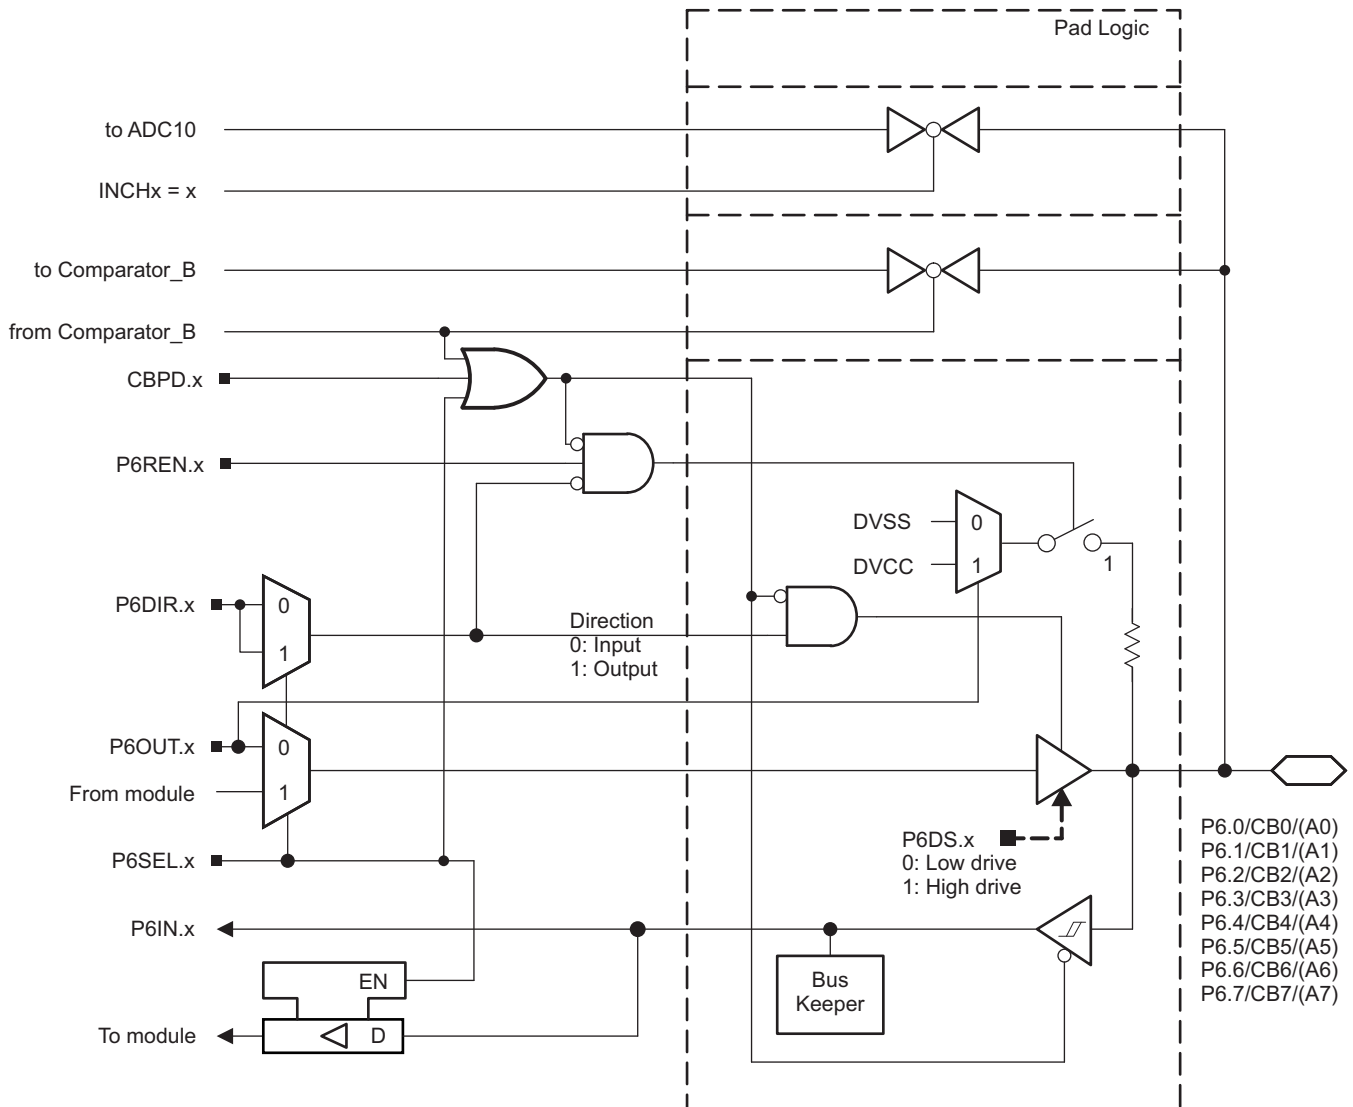 Pad Logic
to ADC10
INCHx = x
to Comparator_B
from Comparator_B
CBPD.x
P6REN.x
DVSS
0
DVCC
1
1
P6DIR.x
0
1
Direction
0: Input
1: Output
P6OUT.x
0
From module
1
P6SEL.x
P6DS.x
0: Low drive
1: High drive
P6.0/CB0/(A0)
P6.1/CB1/(A1)
P6.2/CB2/(A2)
P6.3/CB3/(A3)
P6.4/CB4/(A4)
P6.5/CB5/(A5)
P6.6/CB6/(A6)
P6.7/CB7/(A7)
P6IN.x
EN
Bus
Keeper
To module
D